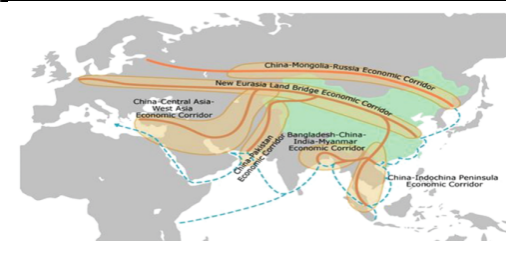 China-Mongolia-Russia Economic Corridor
New Eurasia Land Bridge Economic Corridor
China-Central Asia-
West Asia
Economic Corridor
China-Pakistan
Economic Corridor
Bangladesh-China-
India-Myanmar
Economic Corridor
China-Indochina Peninsula
Economic Corridor